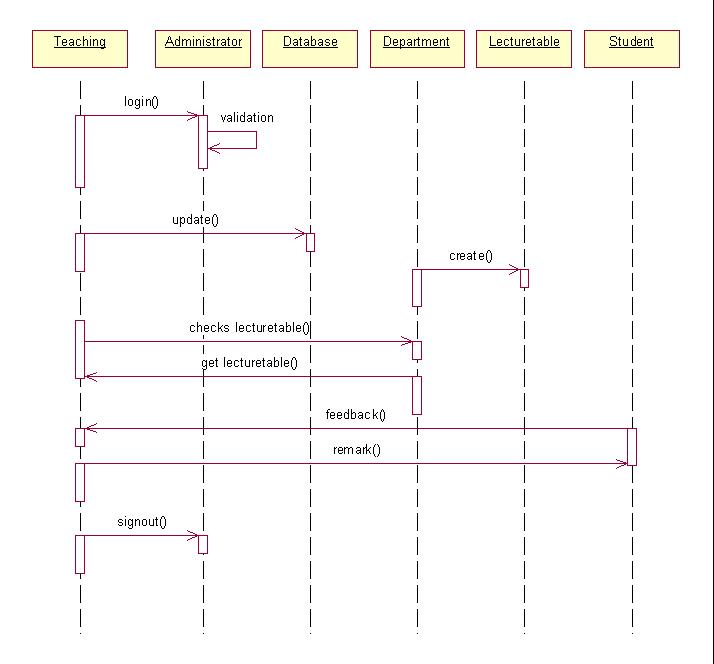 Teaching
Administrator
Database
Department
Lecturetable
Student
login()
validation
update()
create()
checks lecturetable()
get lecturetable()
feedback()
remark()
signout()